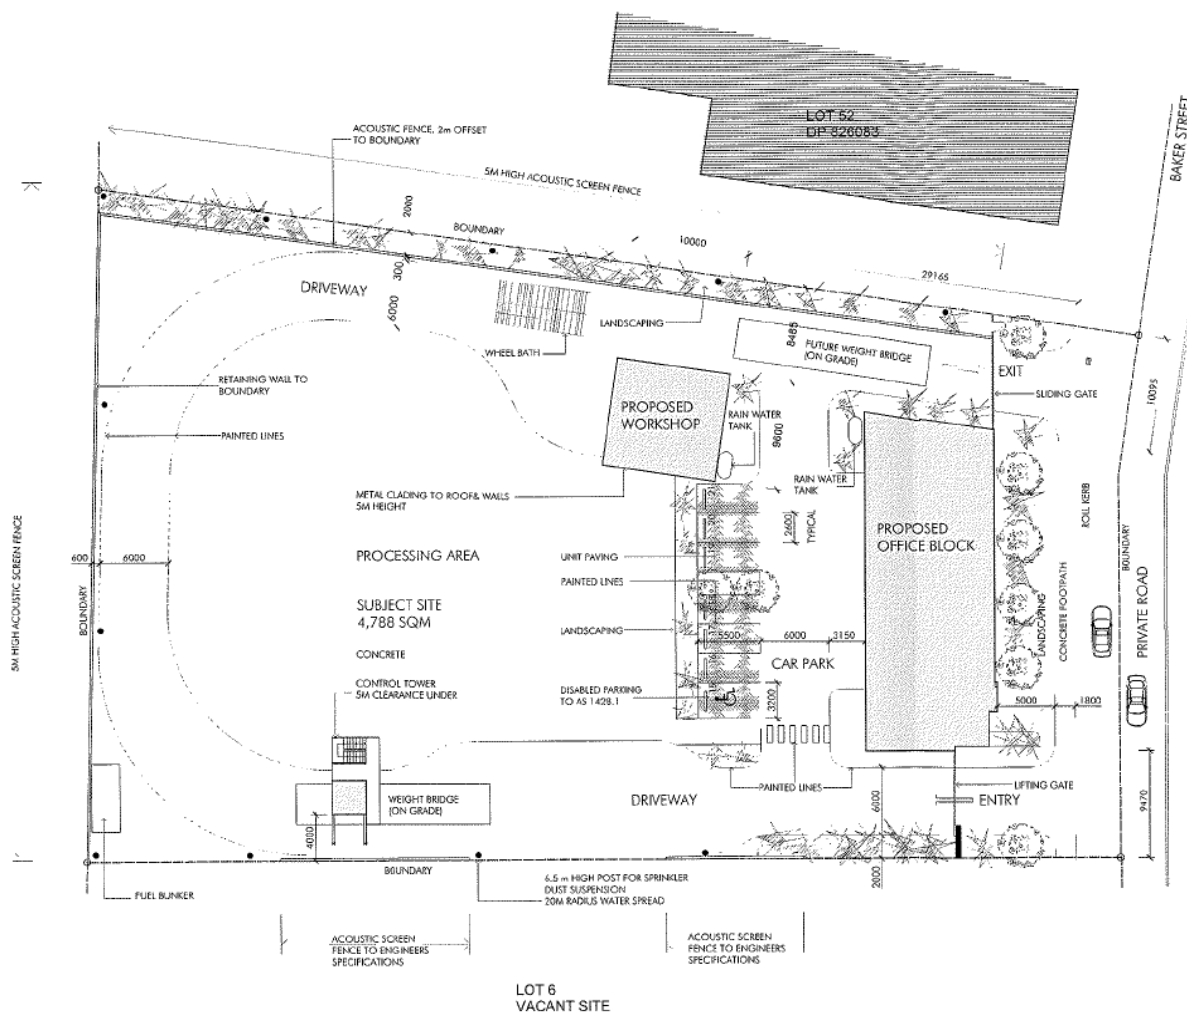 LOT 52
DP 826083
BAKER STREET
ACOUSTIC FENCE, 2m OFFSET
TO BOUNDARY
5M HIGH ACOUSTIC SCREEN FENCE
2000
BOUNDARY
10000
29165
DRIVEWAY
300
6000
LANDSCAPING
WHEEL BATH
8485
FUTURE WEIGHT BRIDGE
(ON GRADE)
EXIT
SLIDING GATE
10095
RETAINING WALL TO
BOUNDARY
PAINTED LINES
PROPOSED
WORKSHOP
RAIN WATER
TANK
9600
RAIN WATER
TANK
METAL CLADING TO ROOF& WALLS
5M HEIGHT
2600
TYPICAL
PROPOSED
OFFICE BLOCK
ROLL KERB
BOUNDARY
5M HIGH ACOUSTIC SCREEN FENCE
600
6000
BOUNDARY
PROCESSING AREA
UNIT PAVING
PAINTED LINES
SUBJECT SITE
4,788 SQM
LANDSCAPING
CONCRETE
5500
6000
3150
CAR PARK
LANDSCAPING
CONCRETE FOOTPATH
PRIVATE ROAD
CONTROL TOWER
5M CLEARANCE UNDER
DISABLED PARKING
TO AS 1428.1
3200
5000
1800
WEIGHT BRIDGE
(ON GRADE)
4000
DRIVEWAY
PAINTED LINES
6000
LIFTING GATE
ENTRY
9470
2000
BOUNDARY
FUEL BUNKER
6.5 m HIGH POST FOR SPRINKLER
DUST SUSPENSION
20M RADIUS WATER SPREAD
ACOUSTIC SCREEN
FENCE TO ENGINEERS
SPECIFICATIONS
ACOUSTIC SCREEN
FENCE TO ENGINEERS
SPECIFICATIONS
LOT 6
VACANT SITE